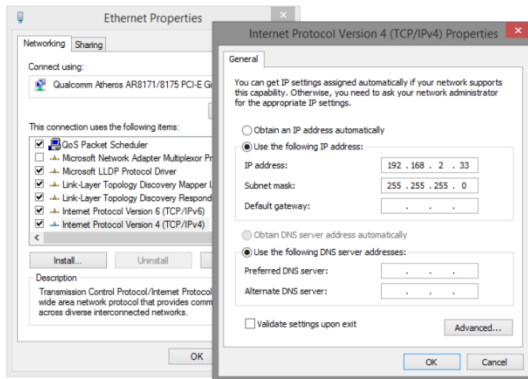 Ethernet Properties
Networking
Sharing
Connect using:
Qualcomm Atheros AR8171/8175 PCI-E
This connection uses the following items:
QoS Packet Scheduler
Microsoft Network Adapter Multiplexor
Microsoft LLDP Protocol Driver
Link-Layer Topology Discovery Mapper
Link-Layer Topology Discovery
Internet Protocol Version 6 (TCP/IPv6)
Internet Protocol Version 4 (TCP/IPv4)
Install...
Uninstall
Description
Transmission Control Protocol/Internet Protocol
wide area network protocol that provides
across diverse interconnected networks.
OK
Internet Protocol Version 4 (TCP/IPv4) Properties
General
You can get IP settings assigned automatically if your network supports
this capability. Otherwise, you need to ask your network administrator
for the appropriate IP settings.
Obtain an IP address automatically
Use the following IP address:
IP address:
192 . 168 . 2 . 33
Subnet mask:
255 . 255 . 255 . 0
Default gateway:
. . .
Obtain DNS server address automatically
Use the following DNS server addresses:
Preferred DNS server:
. . .
Alternate DNS server:
. . .
Validate settings upon exit
Advanced...
OK
Cancel